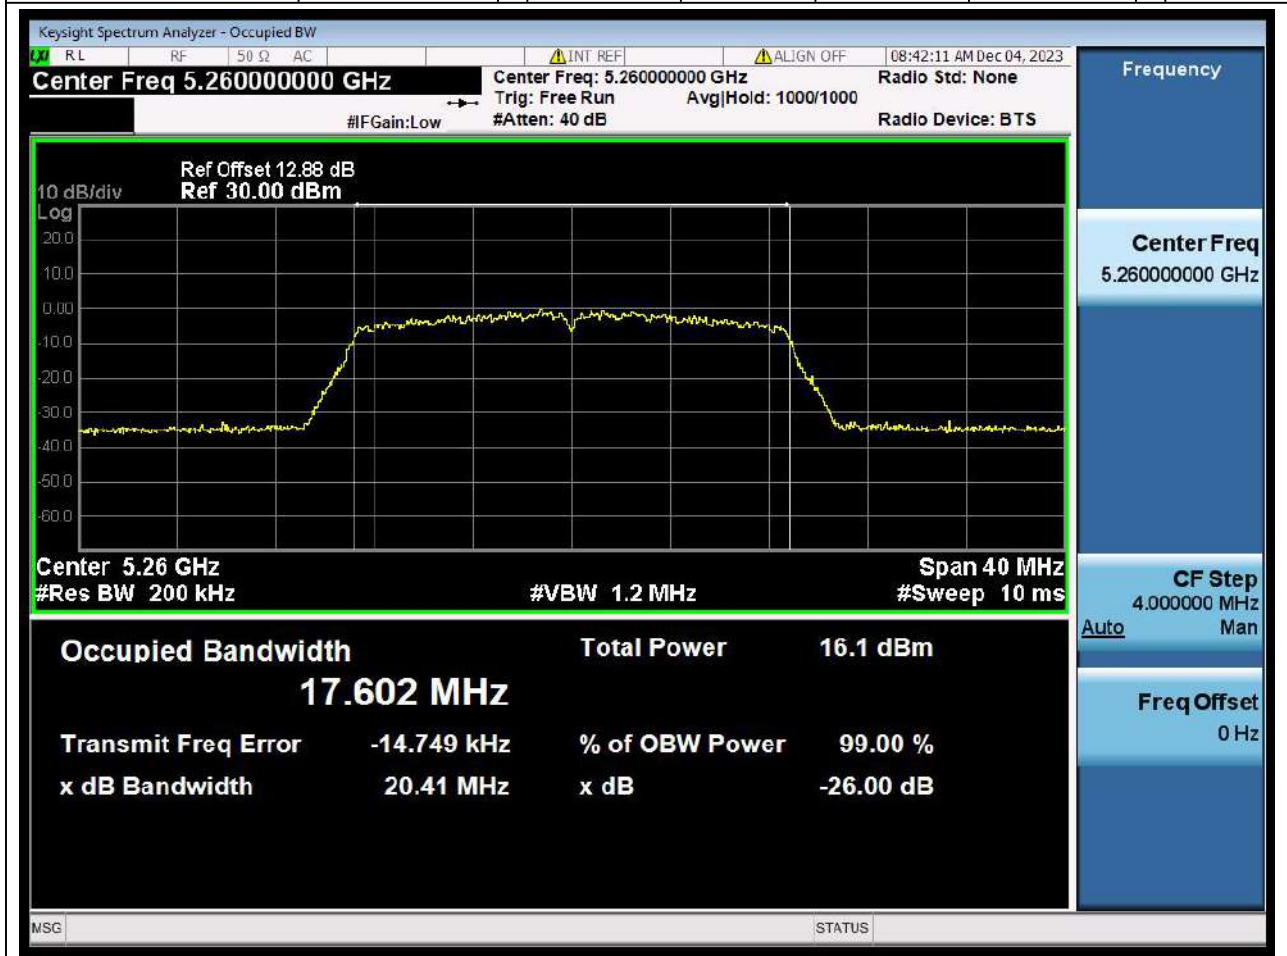 Keysight Spectrum Analyzer - Occupied BW
LXI RL RF 50 Ω AC INT REF ALIGN OFF 08:42:11 AM Dec 04, 2023
Center Freq 5.260000000 GHz
Center Freq: 5.260000000 GHz Radio Std: None
Trig: Free Run Avg|Hold: 1000/1000
#IFGain:Low #Atten: 40 dB Radio Device: BTS
Ref Offset 12.88 dB
10 dB/div Ref 30.00 dBm
Log
20.0
10.0
0.00
-10.0
-20.0
-30.0
-40.0
-50.0
-60.0
Center 5.26 GHz Span 40 MHz
#Res BW 200 kHz #VBW 1.2 MHz #Sweep 10 ms
Occupied Bandwidth Total Power 16.1 dBm
17.602 MHz
Transmit Freq Error -14.749 kHz % of OBW Power 99.00 %
x dB Bandwidth 20.41 MHz x dB -26.00 dB
MSG STATUS
Frequency
Center Freq
5.260000000 GHz
CF Step
4.000000 MHz
Auto Man
Freq Offset
0 Hz